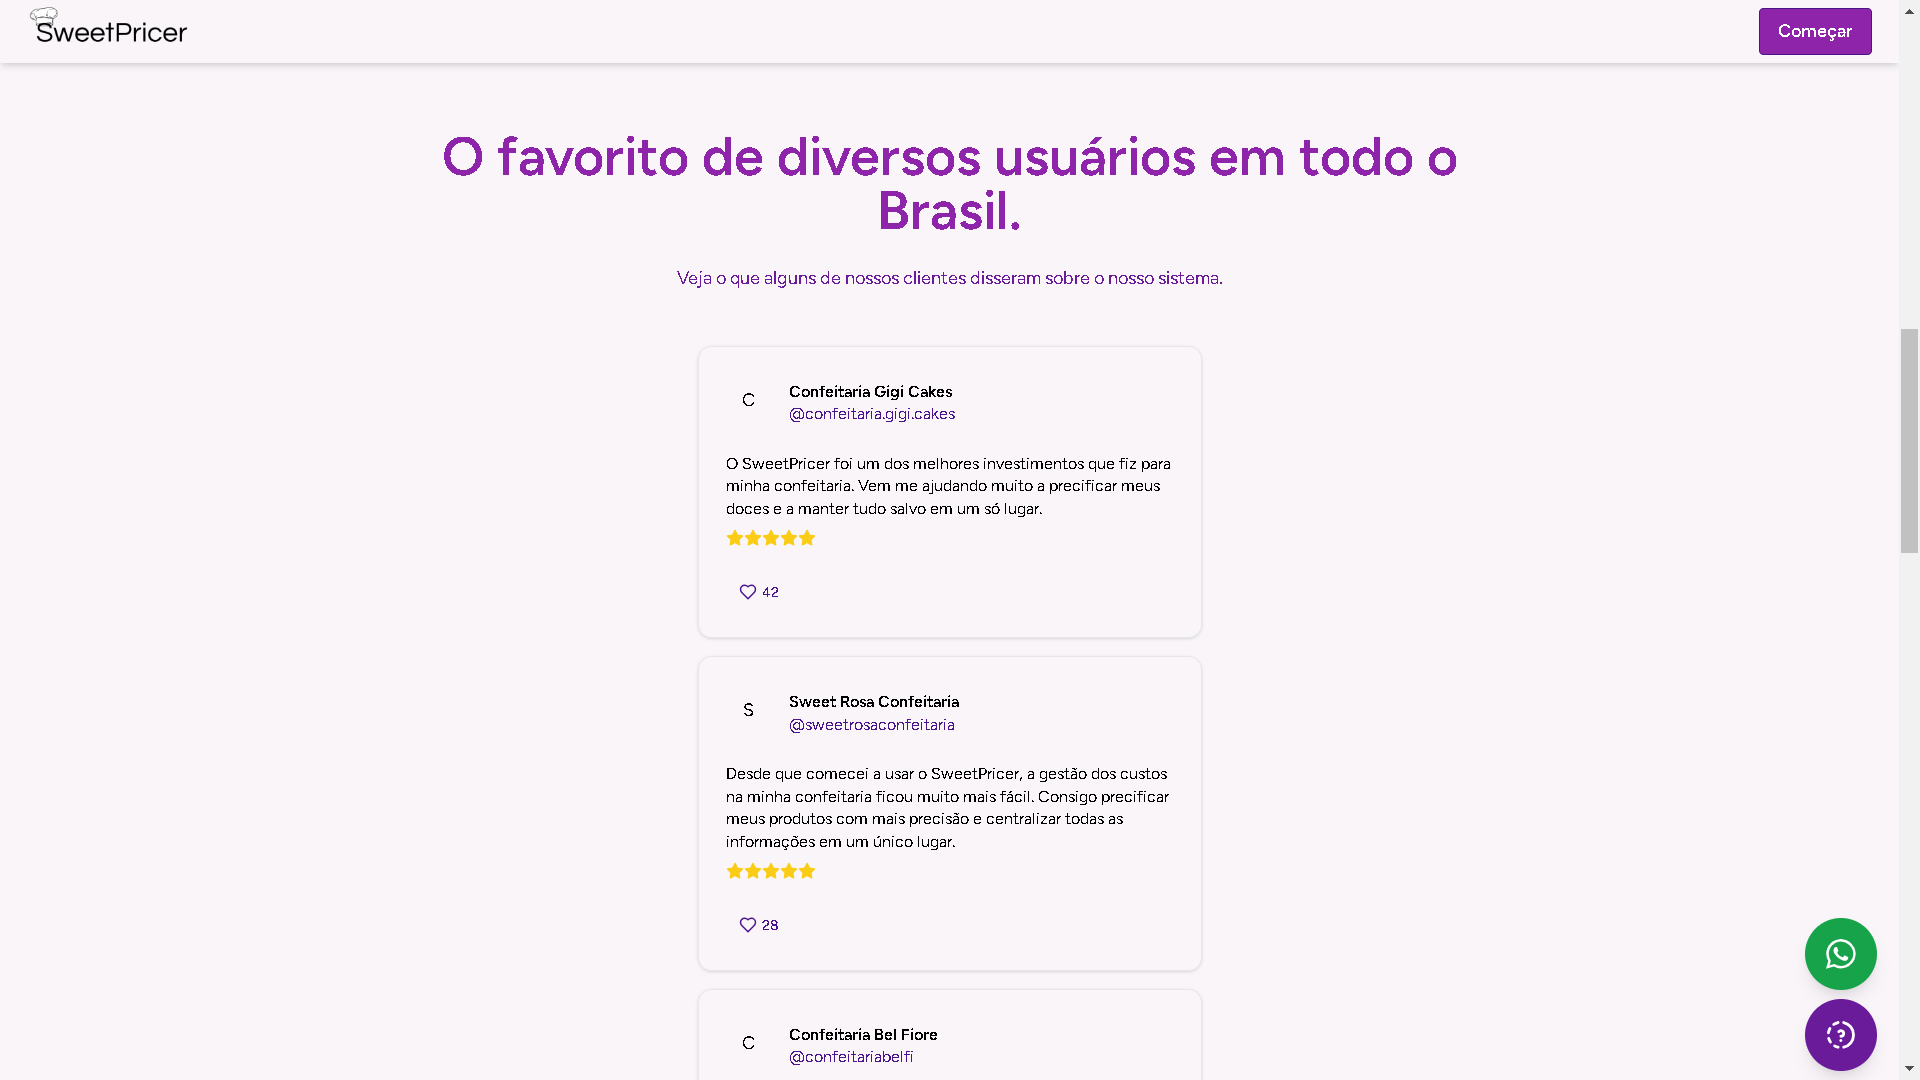 SweetPricer
Começar
O favorito de diversos usuários em todo o
Brasil.
Veja o que alguns de nossos clientes disseram sobre o nosso sistema.
C
Confeitaria Gigi Cakes
@confeitaria.gigi.cakes
O SweetPricer foi um dos melhores investimentos que fiz para
minha confeitaria. Vem me ajudando muito a precificar meus
doces e a manter tudo salvo em um só lugar.
42
S
Sweet Rosa Confeitaria
@sweetrosaconfeitaria
Desde que comecei a usar o SweetPricer, a gestão dos custos
na minha confeitaria ficou muito mais fácil. Consigo precificar
meus produtos com mais precisão e centralizar todas as
informações em um único lugar.
28
C
Confeitaria Bel Fiore
@confeitariabelfi